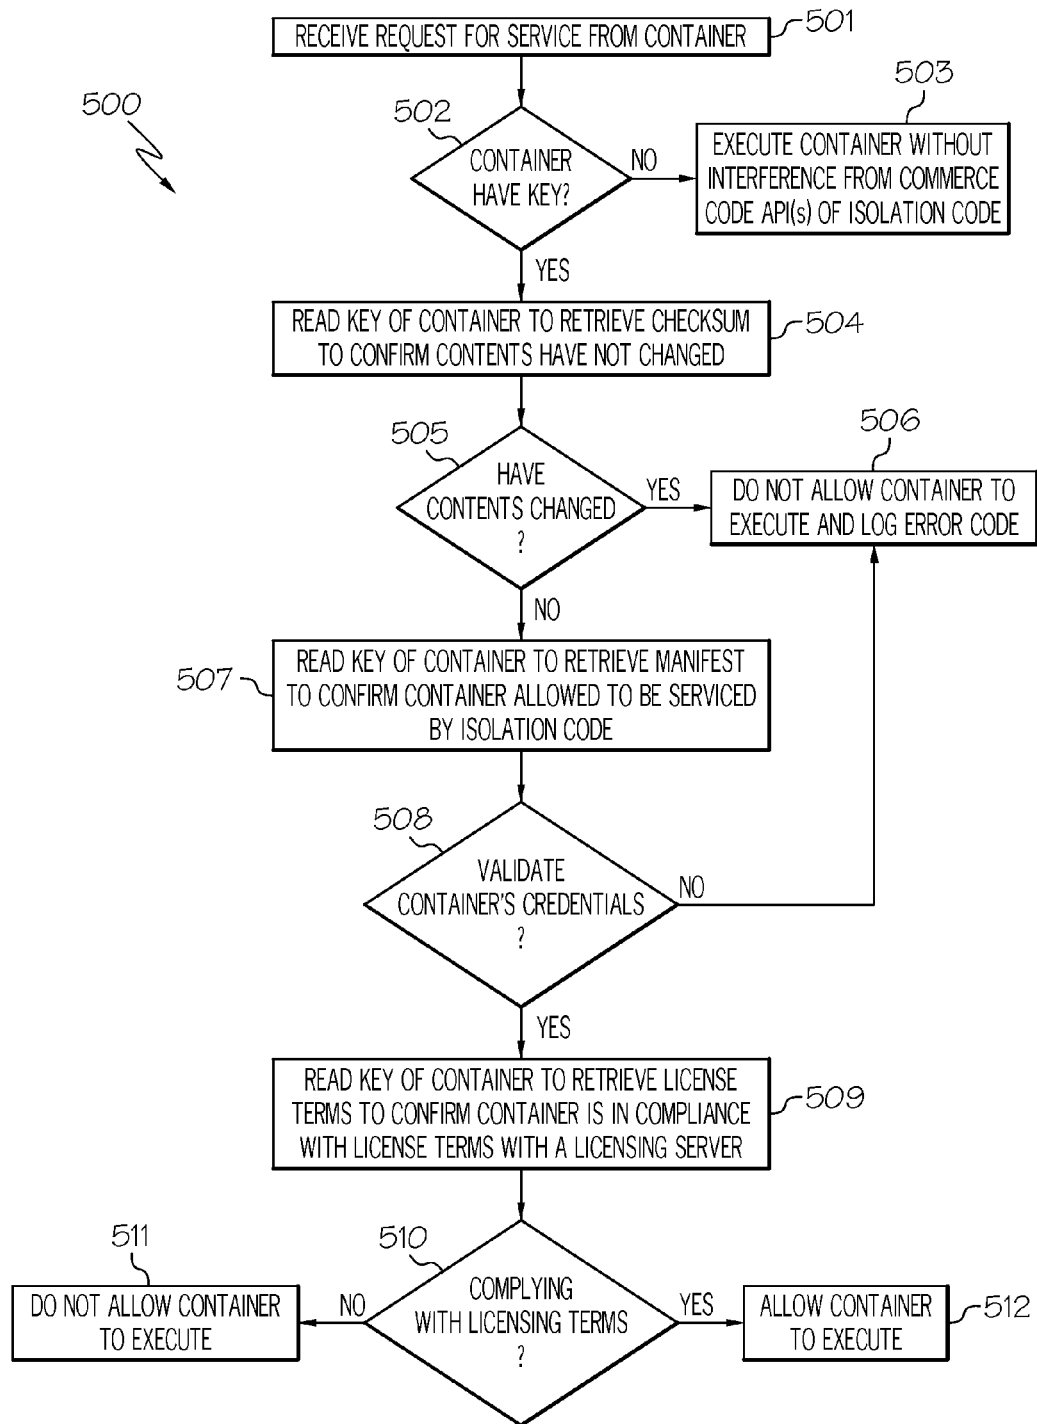 RECEIVE REQUEST FOR SERVICE FROM CONTAINER
501
500
502
CONTAINER
HAVE KEY?
NO
503
EXECUTE CONTAINER WITHOUT
INTERFERENCE FROM COMMERCE
CODE API(s) OF ISOLATION CODE
YES
READ KEY OF CONTAINER TO RETRIEVE CHECKSUM
TO CONFIRM CONTENTS HAVE NOT CHANGED
504
505
HAVE
CONTENTS CHANGED
?
YES
506
DO NOT ALLOW CONTAINER TO
EXECUTE AND LOG ERROR CODE
NO
507
READ KEY OF CONTAINER TO RETRIEVE MANIFEST
TO CONFIRM CONTAINER ALLOWED TO BE SERVICED
BY ISOLATION CODE
508
VALIDATE
CONTAINER'S CREDENTIALS
?
NO
YES
READ KEY OF CONTAINER TO RETRIEVE LICENSE
TERMS TO CONFIRM CONTAINER IS IN COMPLIANCE
WITH LICENSE TERMS WITH A LICENSING SERVER
509
510
COMPLYING
WITH LICENSING TERMS
?
NO
511
DO NOT ALLOW CONTAINER
TO EXECUTE
YES
ALLOW CONTAINER
TO EXECUTE
512